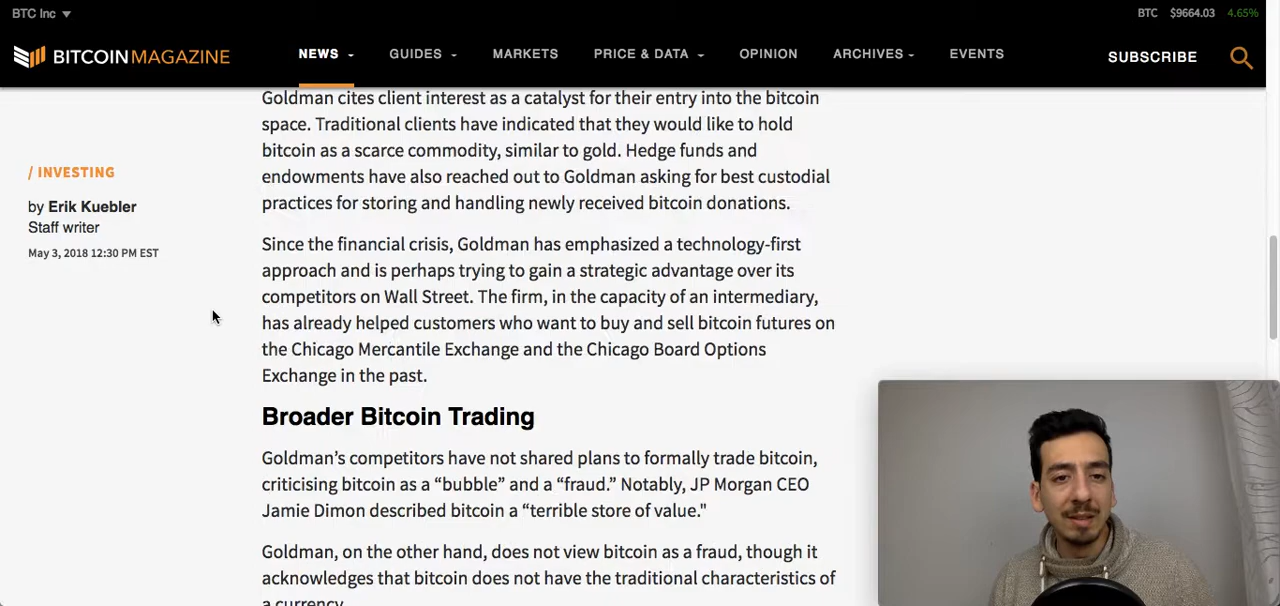 BTC Inc
BTC $9664.03 4.65%
BITCOINMAGAZINE
NEWS GUIDES MARKETS PRICE & DATA OPINION ARCHIVES EVENTS SUBSCRIBE
/ INVESTING
by Erik Kuebler
Staff writer
May 3, 2018 12:30 PM EST
Goldman cites client interest as a catalyst for their entry into the bitcoin
space. Traditional clients have indicated that they would like to hold
bitcoin as a scarce commodity, similar to gold. Hedge funds and
endowments have also reached out to Goldman asking for best custodial
practices for storing and handling newly received bitcoin donations.
Since the financial crisis, Goldman has emphasized a technology-first
approach and is perhaps trying to gain a strategic advantage over its
competitors on Wall Street. The firm, in the capacity of an intermediary,
has already helped customers who want to buy and sell bitcoin futures on
the Chicago Mercantile Exchange and the Chicago Board Options
Exchange in the past.
Broader Bitcoin Trading
Goldman’s competitors have not shared plans to formally trade bitcoin,
criticising bitcoin as a “bubble” and a “fraud.” Notably, JP Morgan CEO
Jamie Dimon described bitcoin a “terrible store of value."
Goldman, on the other hand, does not view bitcoin as a fraud, though it
acknowledges that bitcoin does not have the traditional characteristics of
a currency.